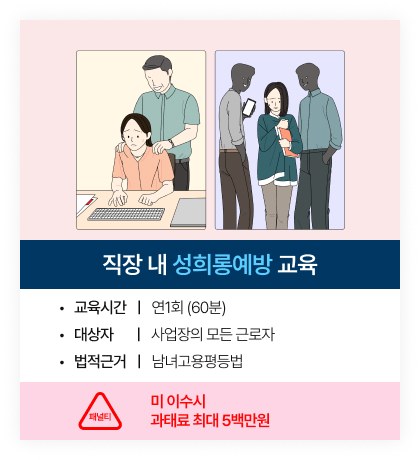 직장 내 성희롱예방 교육
• 교육시간 | 연1회 (60분)
• 대상자 | 사업장의 모든 근로자
• 법적근거 | 남녀고용평등법
패널티
미 이수시
과태료 최대 5백만원